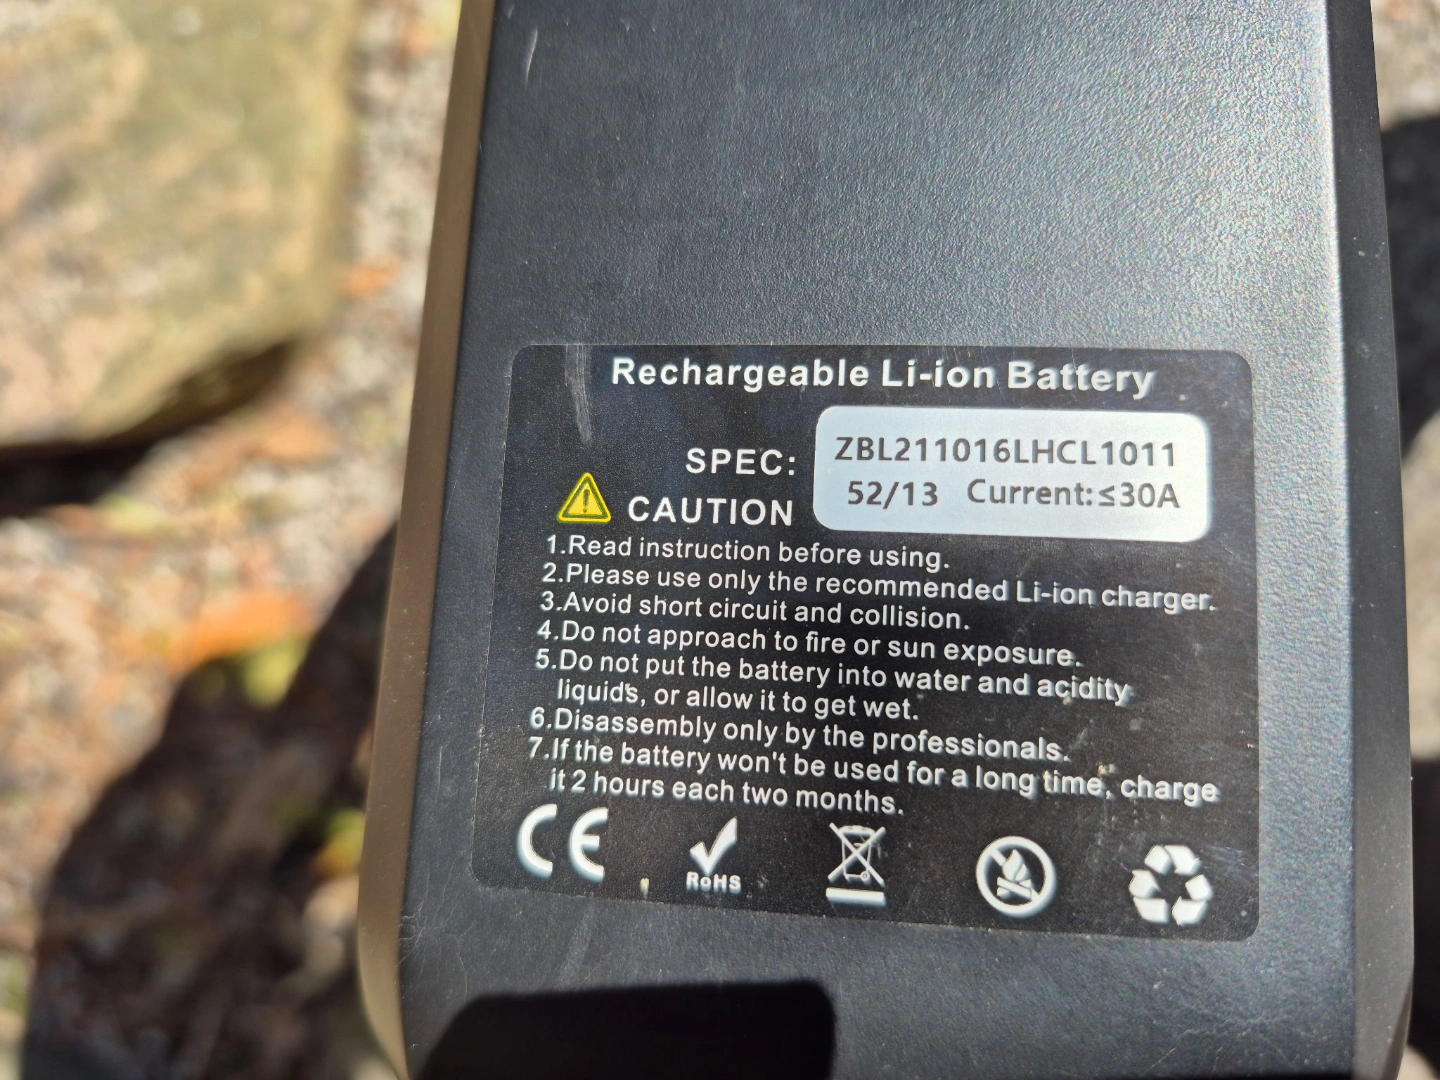 Rechargeable Li-ion Battery
SPEC: ZBL211016LHCL1011
CAUTION 52/13 Current:≤30A
1.Read instruction before using.
2.Please use only the recommended Li-ion charger.
3.Avoid short circuit and collision.
4.Do not approach to fire or sun exposure.
5.Do not put the battery into water and acidity
liquids, or allow it to get wet.
6.Disassembly only by the professionals.
7.If the battery won't be used for a long time, charge
it 2 hours each two months.
CE RoHS